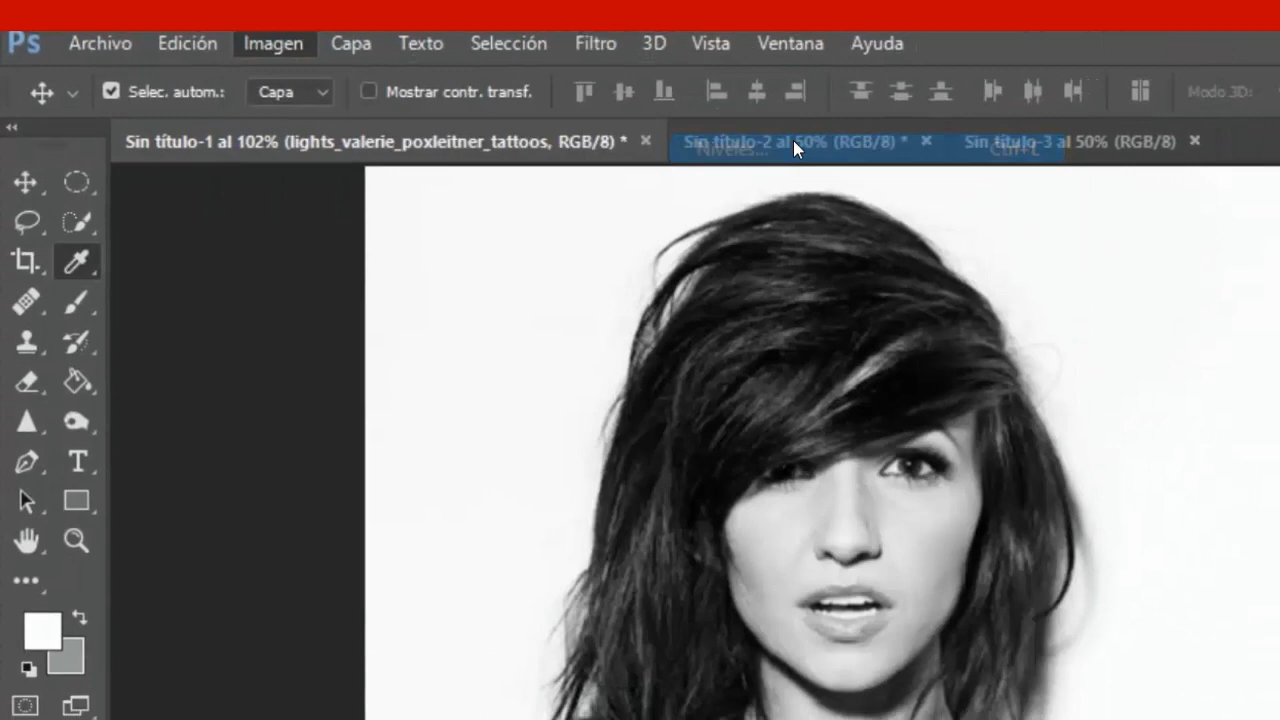 Ps Archivo Edición Imagen Capa Texto Selección Filtro 3D Vista Ventana Ayuda
Selec. autom.: Capa Mostrar contr. transf. Modo 3D:
Sin título-1 al 102% (lights_valerie_poxleitner_tattoos, RGB/8) * Sin título-2 al 50% (RGB/8) * Sin título-3 al 50% (RGB/8)
Niveles... Ctrl+L